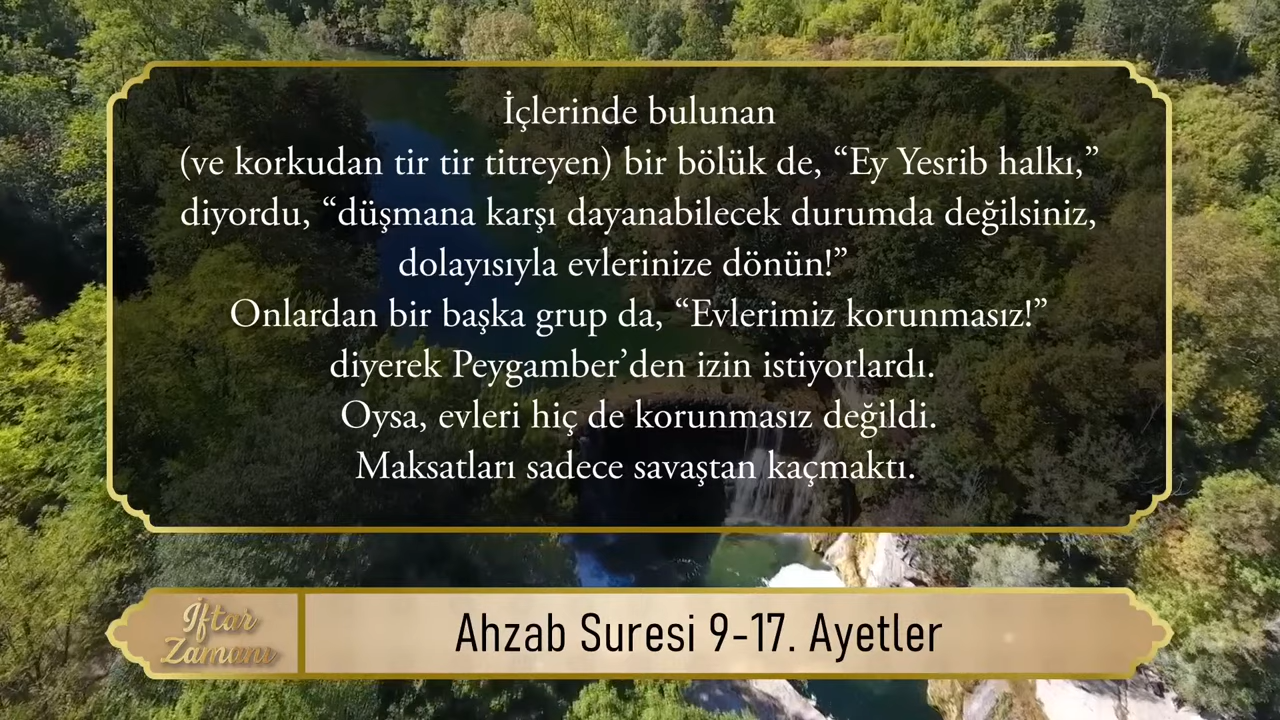 İçlerinde bulunan
(ve korkudan tir tir titreyen) bir bölük de, “Ey Yesrib halkı,”
diyordu, “düşmana karşı dayanabilecek durumda değilsiniz,
dolayısıyla evlerinize dönün!”
Onlardan bir başka grup da, “Evlerimiz korunmasız!”
diyerek Peygamber’den izin istiyorlardı.
Oysa, evleri hiç de korunmasız değildi.
Maksatları sadece savaştan kaçmaktı.
İftar
Zamanı
Ahzab Suresi 9-17. Ayetler